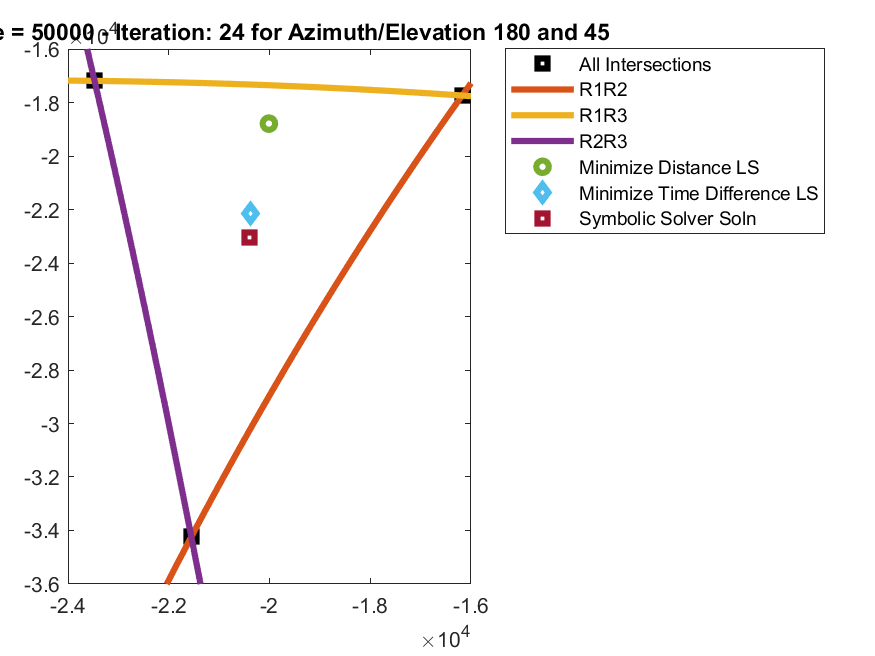 e = 50000 - Iteration: 24 for Azimuth/Elevation 180 and 45
×10⁴
-1.6
-1.8
-2
-2.2
-2.4
-2.6
-2.8
-3
-3.2
-3.4
-3.6
-2.4 -2.2 -2 -1.8 -1.6
×10⁴
All Intersections
R1R2
R1R3
R2R3
Minimize Distance LS
Minimize Time Difference LS
Symbolic Solver Soln